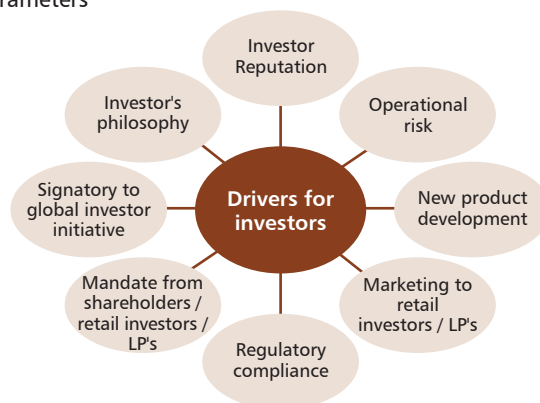 Investor
Reputation
Investor's
philosophy
Operational
risk
Signatory to
global investor
initiative
Drivers for
investors
New product
development
Mandate from
shareholders /
retail investors /
LP's
Marketing to
retail
investors / LP's
Regulatory
compliance